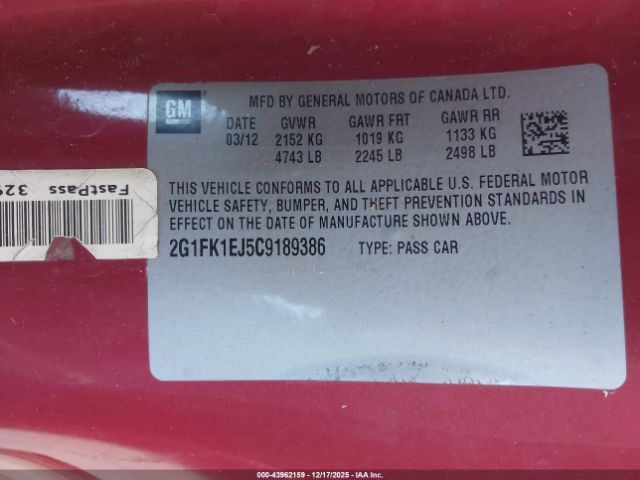 GM
MFD BY GENERAL MOTORS OF CANADA LTD.
DATE GVWR GAWR FRT GAWR RR
03/12 2152 KG 1019 KG 1133 KG
4743 LB 2245 LB 2498 LB
THIS VEHICLE CONFORMS TO ALL APPLICABLE U.S. FEDERAL MOTOR
VEHICLE SAFETY, BUMPER, AND THEFT PREVENTION STANDARDS IN
EFFECT ON THE DATE OF MANUFACTURE SHOWN ABOVE.
2G1FK1EJ5C9189386 TYPE: PASS CAR
FastPass 329
000-43962159 - 12/17/2025 - IAAI.COM